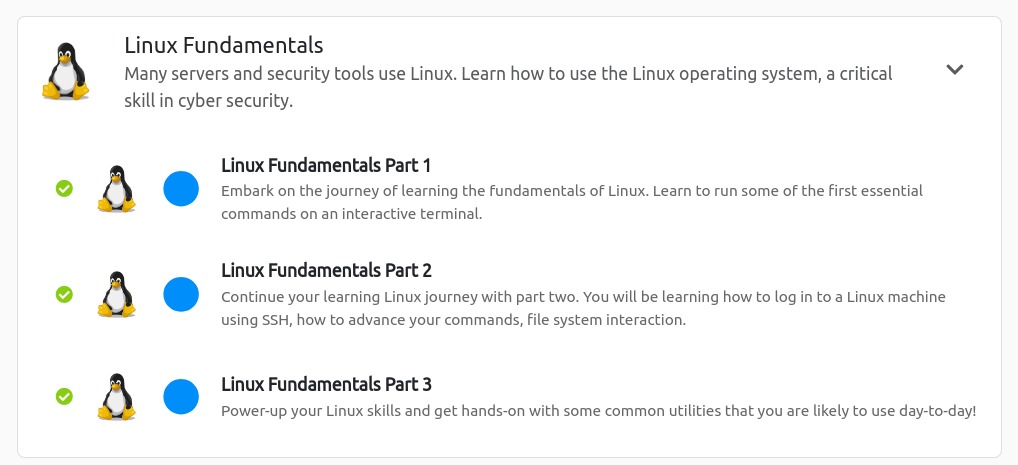 Linux Fundamentals
Many servers and security tools use Linux. Learn how to use the Linux operating system, a critical
skill in cyber security.
Linux Fundamentals Part 1
Embark on the journey of learning the fundamentals of Linux. Learn to run some of the first essential
commands on an interactive terminal.
Linux Fundamentals Part 2
Continue your learning Linux journey with part two. You will be learning how to log in to a Linux machine
using SSH, how to advance your commands, file system interaction.
Linux Fundamentals Part 3
Power-up your Linux skills and get hands-on with some common utilities that you are likely to use day-to-day!